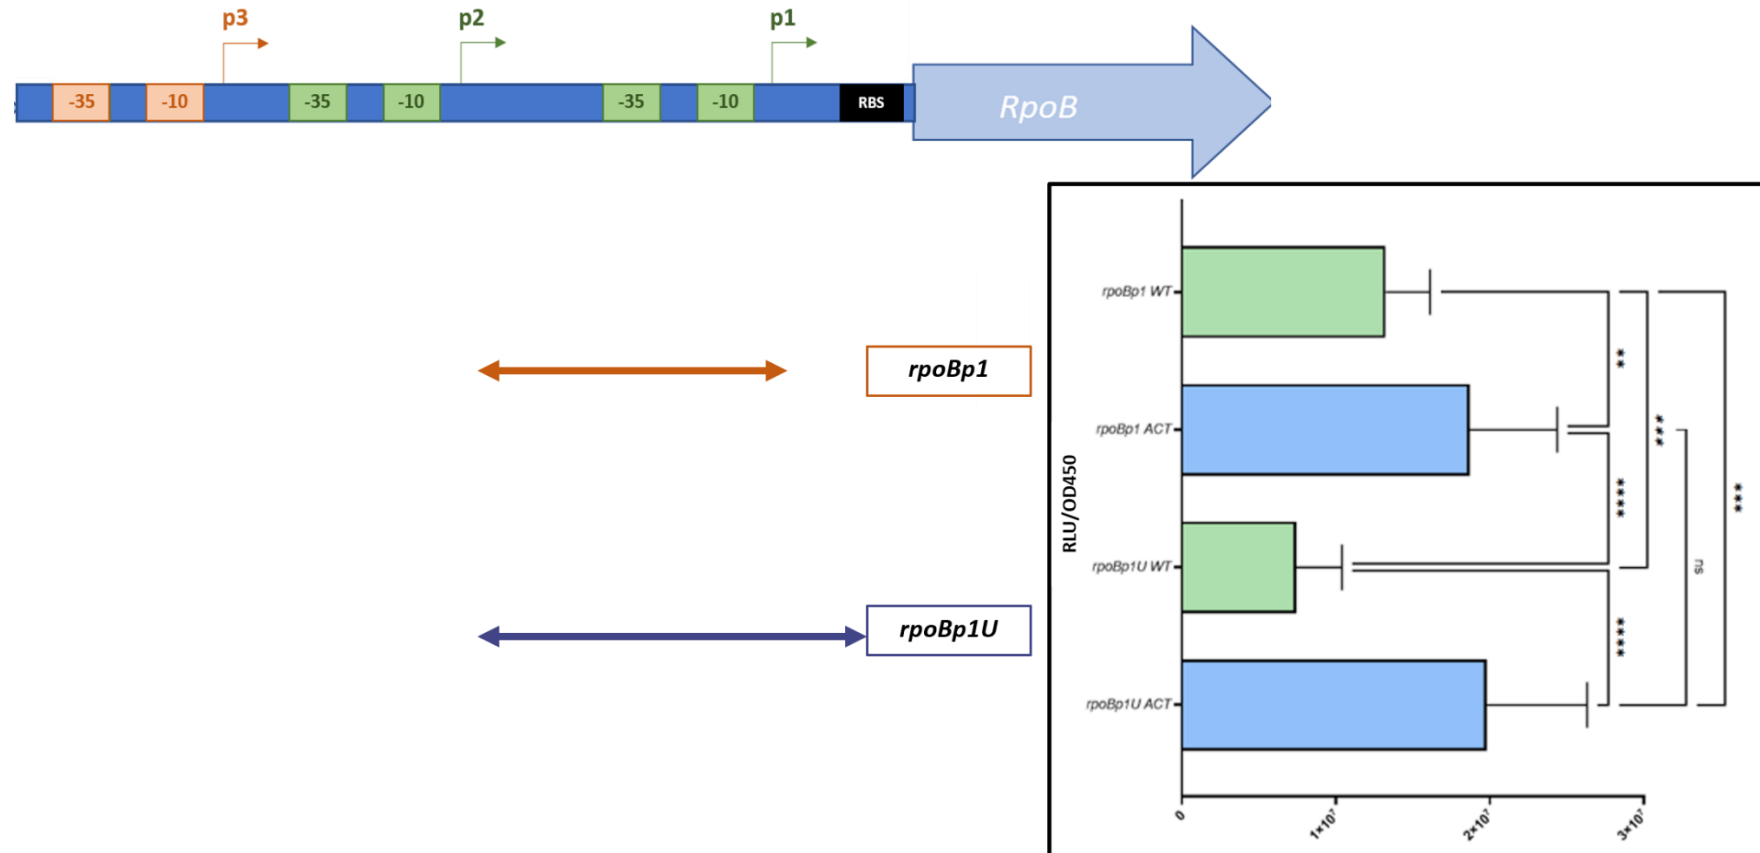 p3 p2 p1
-35 -10 -35 -10 -35 -10 RBS RpoB
rpoBp1
rpoBp1U
RLU/OD450
rpoBp1 WT
rpoBp1 ACT
rpoBp1U WT
rpoBp1U ACT
**
****
****
***
ns
***
0 1×10⁷ 2×10⁷ 3×10⁷